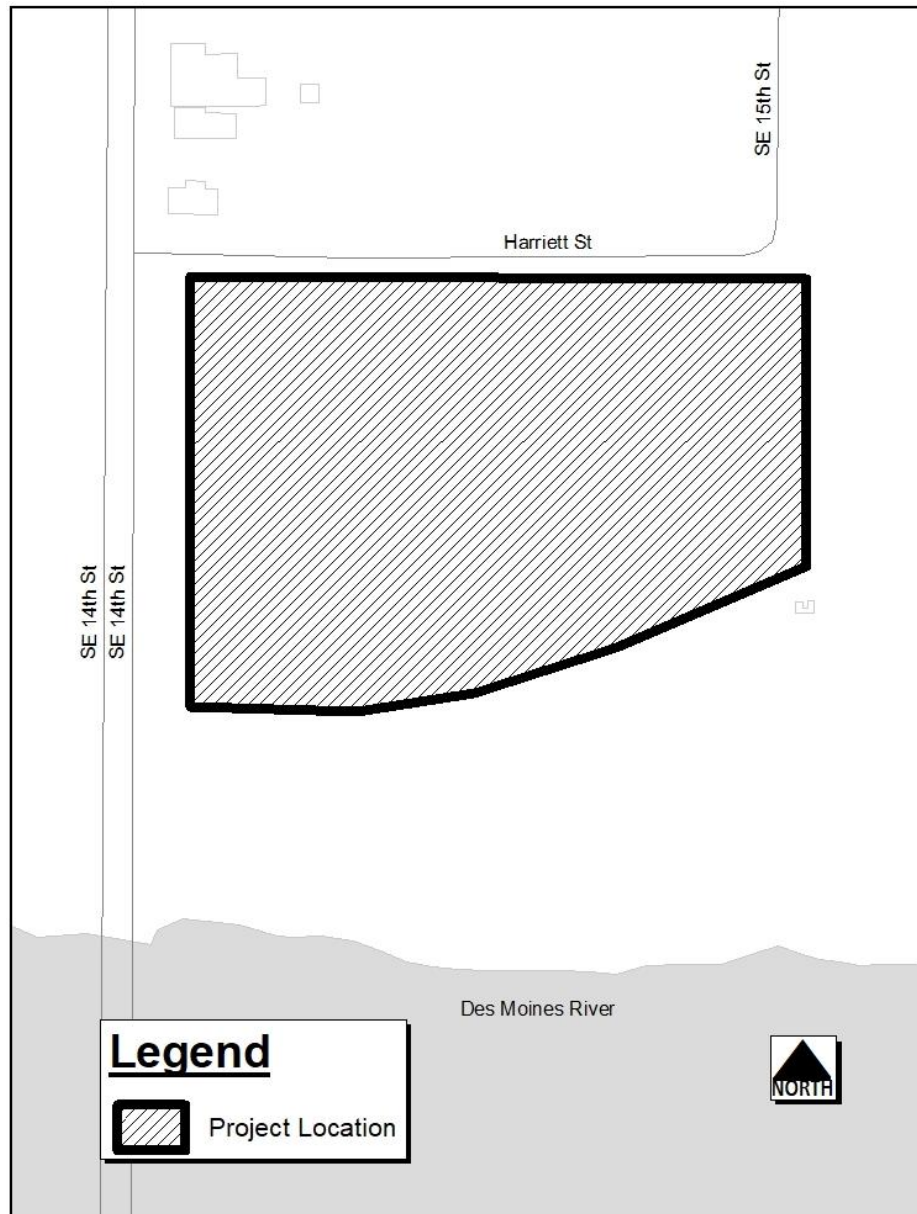 SE 15th St
Harriett St
SE 14th St
SE 14th St
Des Moines River
Legend
Project Location
NORTH